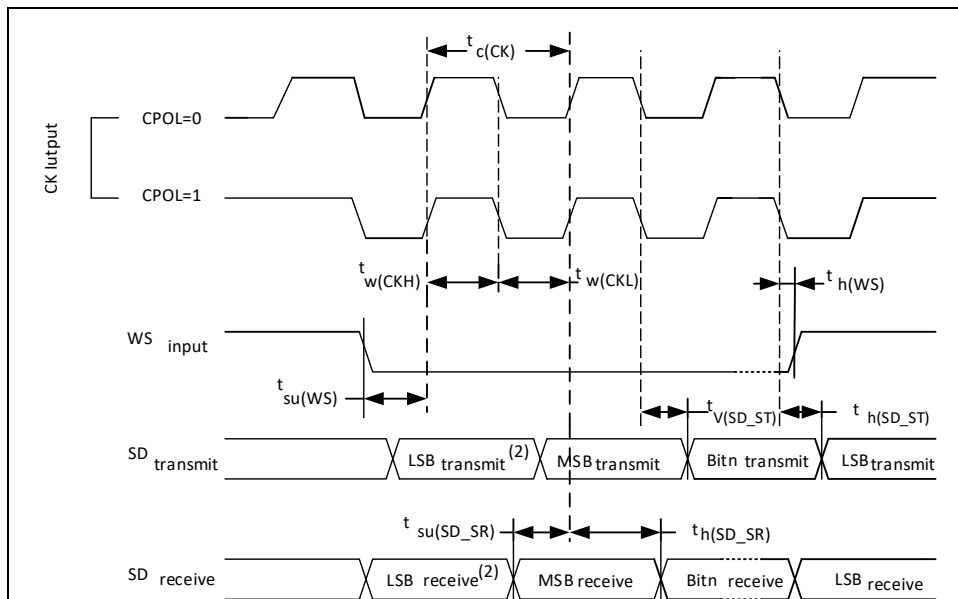 t c(CK)
CPOL=0
CK Iutput
CPOL=1
t w(CKH)
t w(CKL)
t h(WS)
WS input
t su(WS)
t V(SD_ST)
t h(SD_ST)
SD transmit
LSB transmit(2)
MSB transmit
Bitn transmit
LSB transmit
t su(SD_SR)
t h(SD_SR)
SD receive
LSB receive(2)
MSB receive
Bitn receive
LSB receive